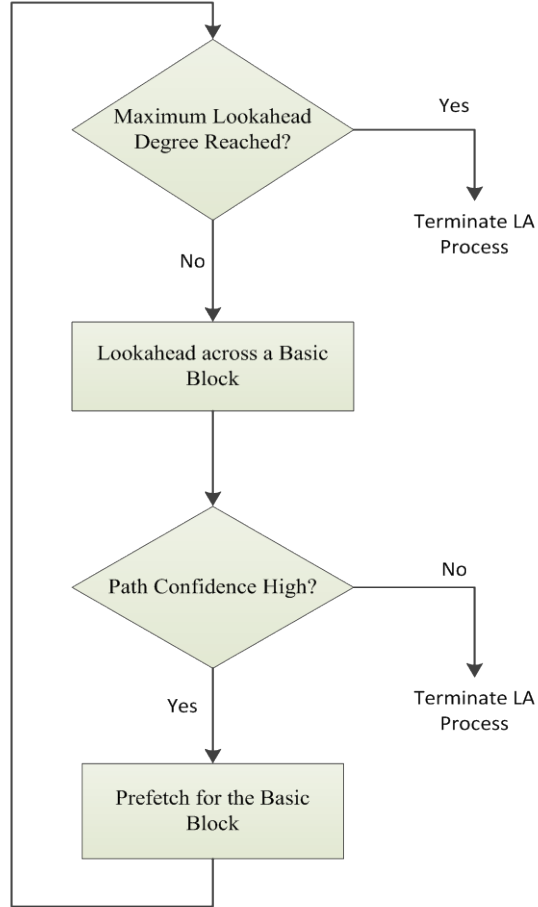 Maximum Lookahead
Degree Reached?
Yes
Terminate LA
Process
No
Lookahead across a Basic
Block
Path Confidence High?
No
Terminate LA
Process
Yes
Prefetch for the Basic
Block